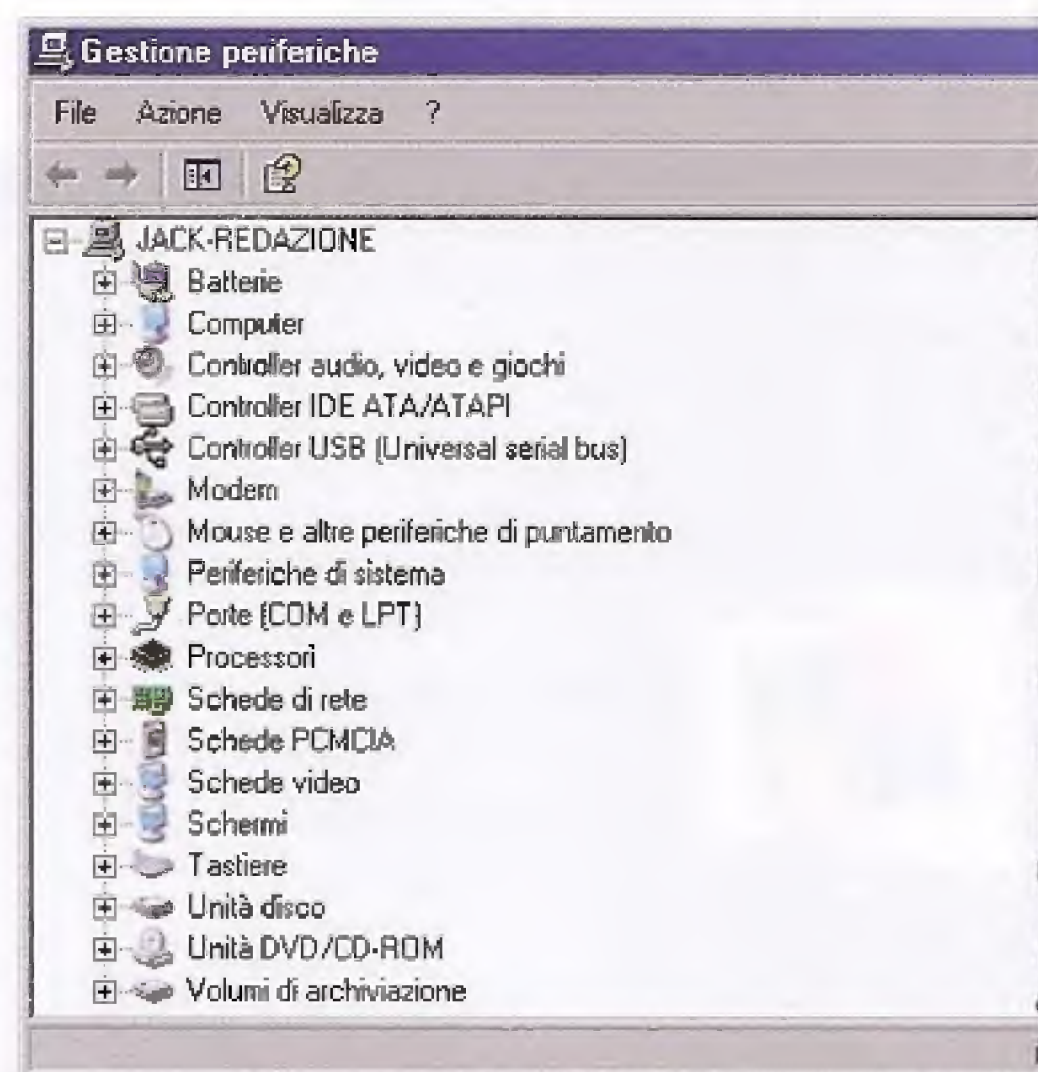 Gestione periferiche
File Azione Visualizza ?
JACK-REDAZIONE
Batterie
Computer
Controller audio, video e giochi
Controller IDE ATA/ATAPI
Controller USB (Universal serial bus)
Modem
Mouse e altre periferiche di puntamento
Periferiche di sistema
Porte (COM e LPT)
Processori
Schede di rete
Schede PCMCIA
Schede video
Schermi
Tastiere
Unità disco
Unità DVD/CD-ROM
Volumi di archiviazione